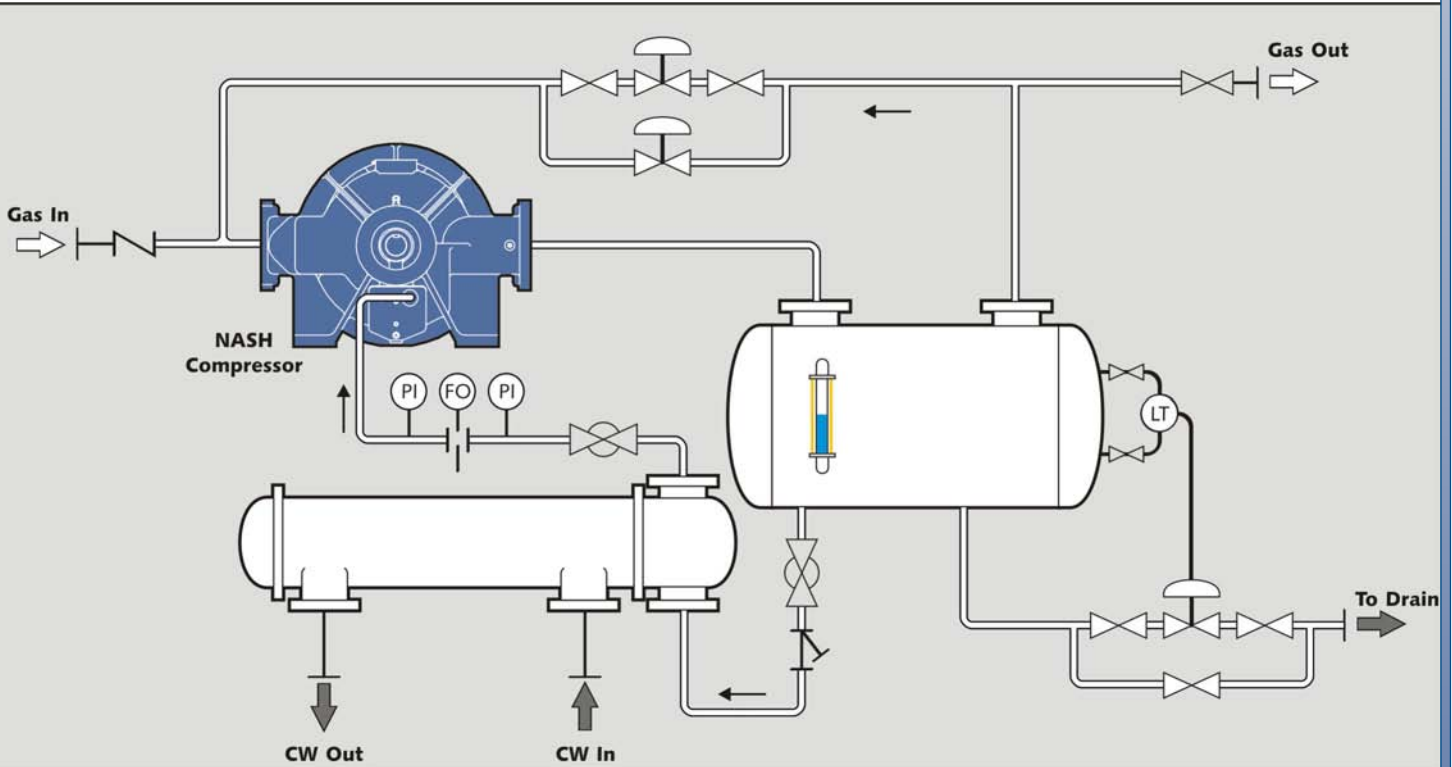 Gas Out
Gas In
NASH
Compressor
PI
FO
PI
LT
To Drain
CW Out
CW In